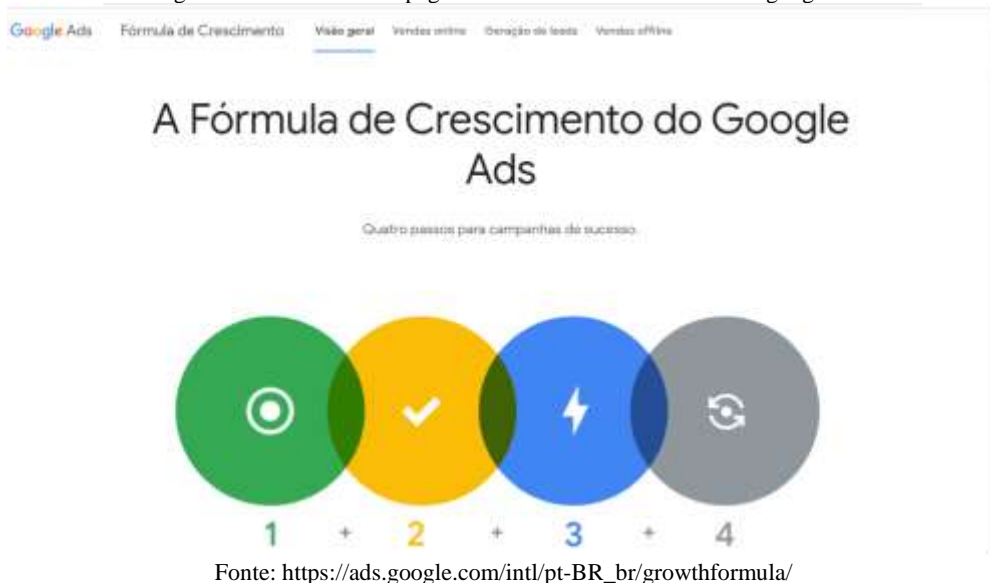 Google Ads Fórmula de Crescimento Visão geral Vendas online Geração de leads Vendas offline
A Fórmula de Crescimento do Google
Ads
Quatro passos para campanhas de sucesso.
1 + 2 + 3 + 4
Fonte: https://ads.google.com/intl/pt-BR_br/growthformula/